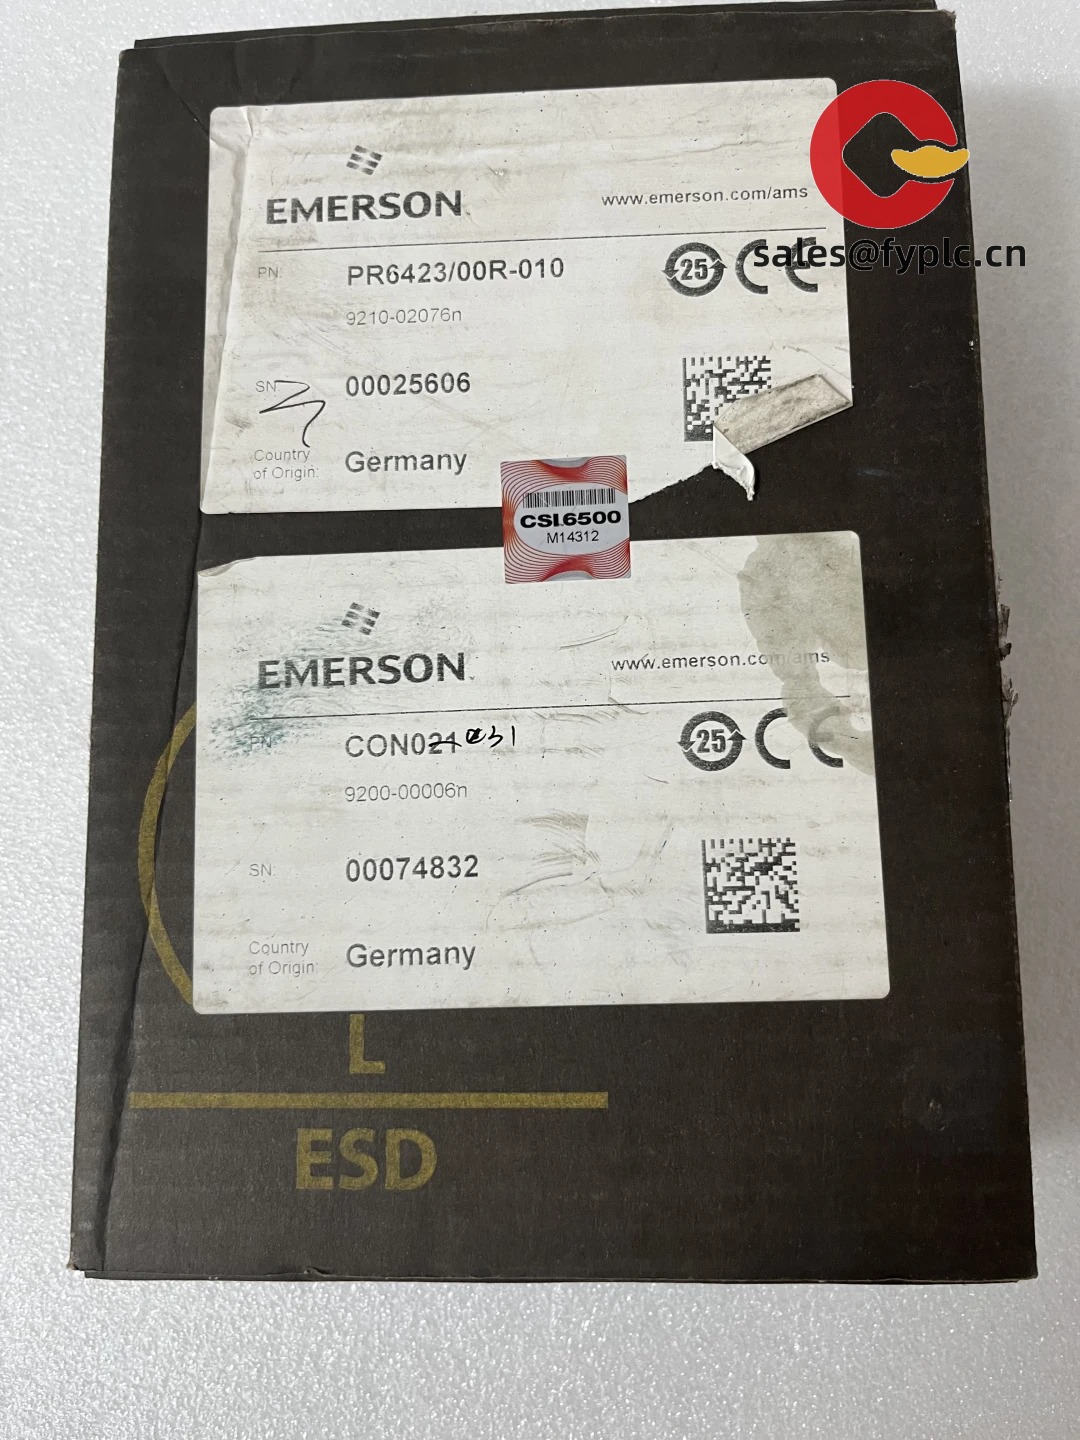 EMERSON
www.emerson.com/ams
PN: PR6423/00R-010
9210-02076n
25 CE
sales@fyplc.cn
SN 00025606
Country
of Origin: Germany
CSI.6500
M14312
EMERSON
www.emerson.com/ams
PN: CON021 031
9200-00006n
25 CE
SN: 00074832
Country
of Origin: Germany
L
ESD